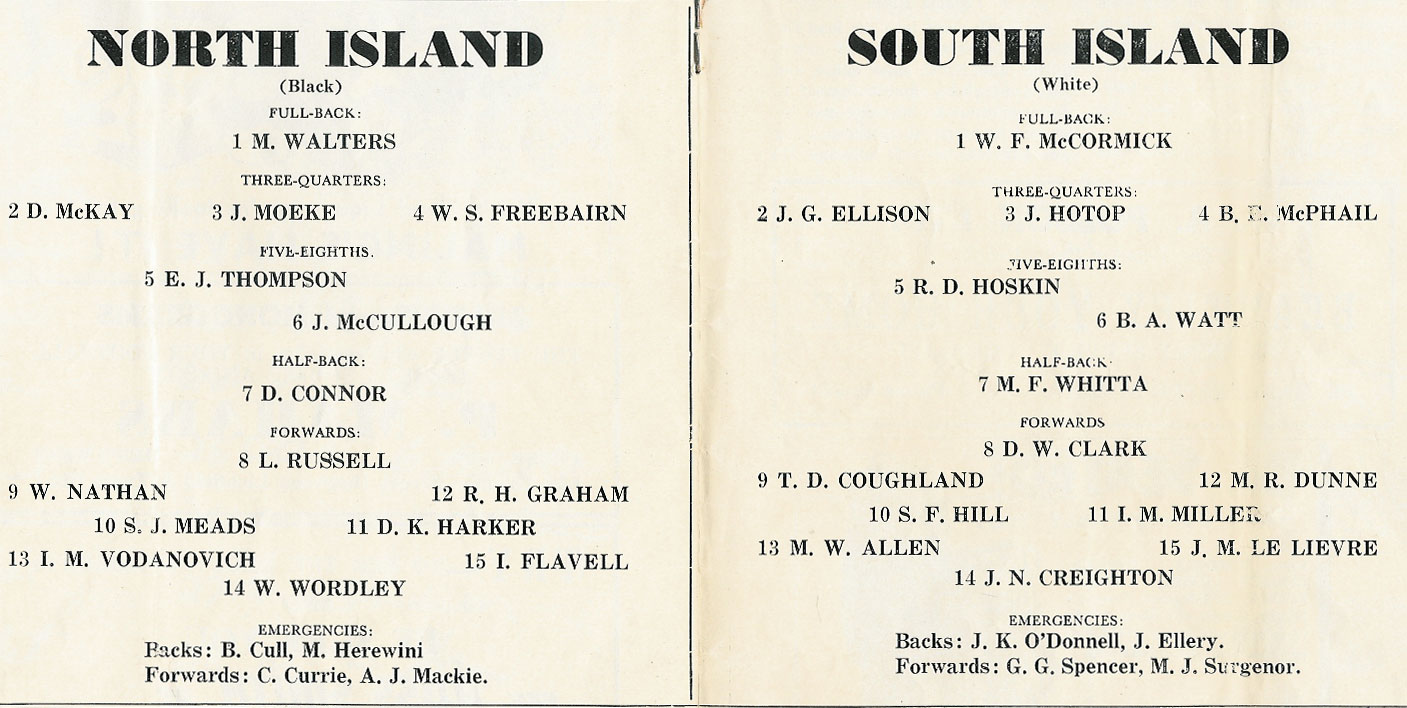 NORTH ISLAND
(Black)
FULL-BACK:
1 M. WALTERS
THREE-QUARTERS:
2 D. McKAY 3 J. MOEKE 4 W. S. FREEBAIRN
FIVE-EIGHTHS.
5 E. J. THOMPSON
6 J. McCULLOUGH
HALF-BACK:
7 D. CONNOR
FORWARDS:
8 L. RUSSELL
9 W. NATHAN 12 R. H. GRAHAM
10 S. J. MEADS 11 D. K. HARKER
13 I. M. VODANOVICH 15 I. FLAVELL
14 W. WORDLEY
EMERGENCIES:
Backs: B. Cull, M. Herewini
Forwards: C. Currie, A. J. Mackie.
SOUTH ISLAND
(White)
FULL-BACK:
1 W. F. McCORMICK
THREE-QUARTERS:
2 J. G. ELLISON 3 J. HOTOP 4 B. McPHAIL
FIVE-EIGHTHS:
5 R. D. HOSKIN
6 B. A. WATT
HALF-BACK
7 M. F. WHITTA
FORWARDS
8 D. W. CLARK
9 T. D. COUGHLAND 12 M. R. DUNNE
10 S. F. HILL 11 I. M. MILLER
13 M. W. ALLEN 15 J. M. LE LIEVRE
14 J. N. CREIGHTON
EMERGENCIES:
Backs: J. K. O'Donnell, J. Ellery.
Forwards: G. G. Spencer, M. J. Surgenor.